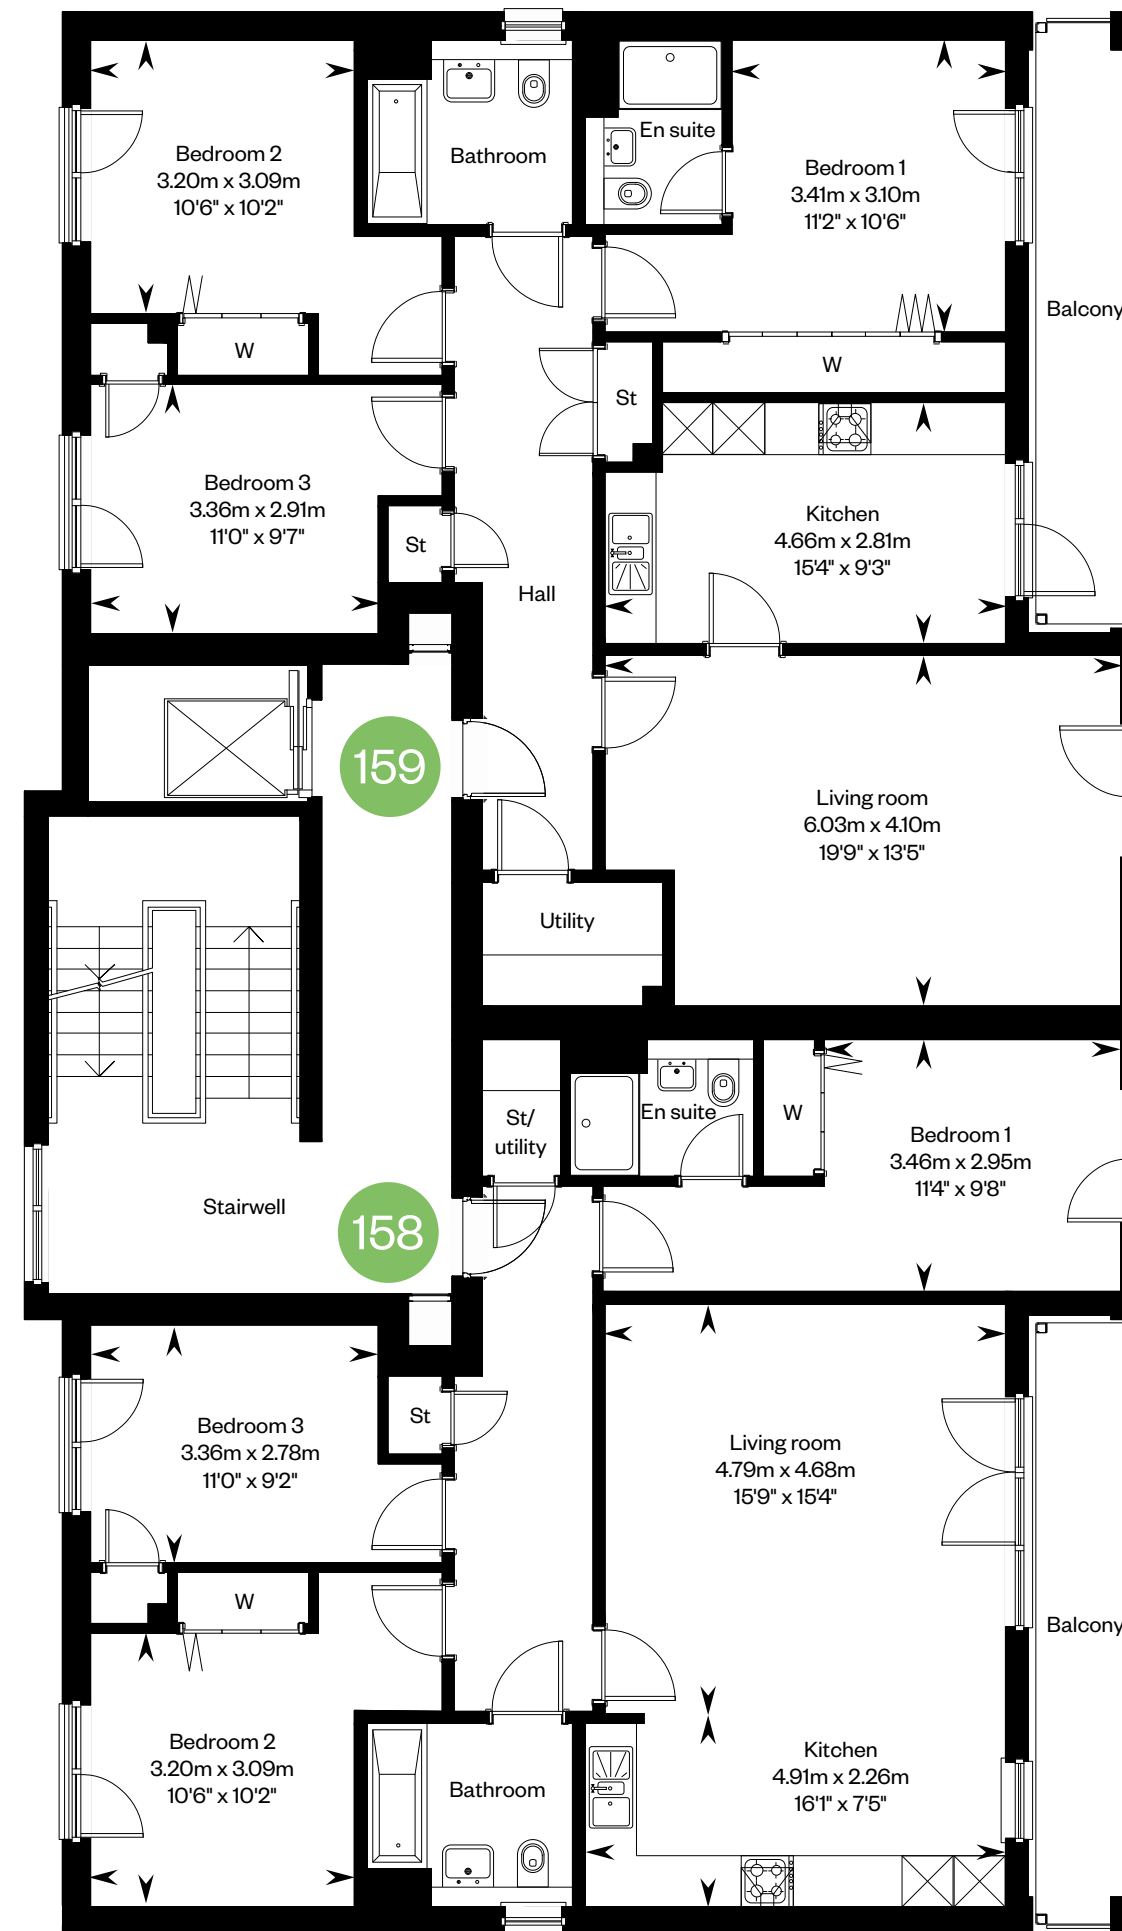 Bedroom 2
3.20m x 3.09m
10'6" x 10'2"
Bathroom
En suite
Bedroom 1
3.41m x 3.10m
11'2" x 10'6"
Balcony
W
W
St
Bedroom 3
3.36m x 2.91m
11'0" x 9'7"
St
Hall
Kitchen
4.66m x 2.81m
15'4" x 9'3"
159
Living room
6.03m x 4.10m
19'9" x 13'5"
Utility
St/
utility
En suite
W
Bedroom 1
3.46m x 2.95m
11'4" x 9'8"
Stairwell
158
Bedroom 3
3.36m x 2.78m
11'0" x 9'2"
St
Living room
4.79m x 4.68m
15'9" x 15'4"
W
Balcony
Bedroom 2
3.20m x 3.09m
10'6" x 10'2"
Bathroom
Kitchen
4.91m x 2.26m
16'1" x 7'5"